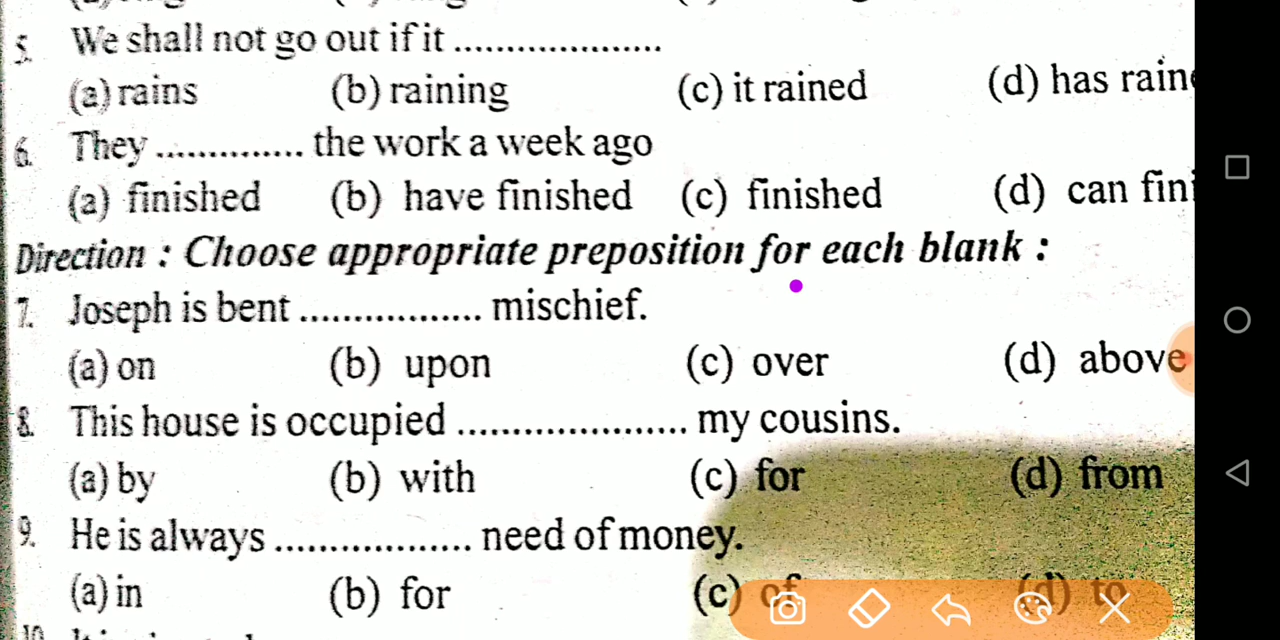 5. We shall not go out if it ....................
(a) rains (b) raining (c) it rained (d) has
6. They .............. the work a week ago
(a) finished (b) have finished (c) finished (d) can
Direction : Choose appropriate preposition for each blank :
7. Joseph is bent .................. mischief.
(a) on (b) upon (c) over (d) above
8. This house is occupied ...................... my cousins.
(a) by (b) with (c) for (d) from
9. He is always ................... need of money.
(a) in (b) for (c) of (d) to